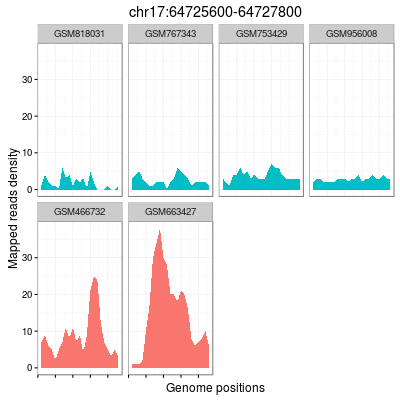 chr17:64725600-64727800
GSM818031 GSM767343 GSM753429 GSM956008
30
20
10
0
GSM466732 GSM663427
30
20
10
0
Mapped reads density
Genome positions